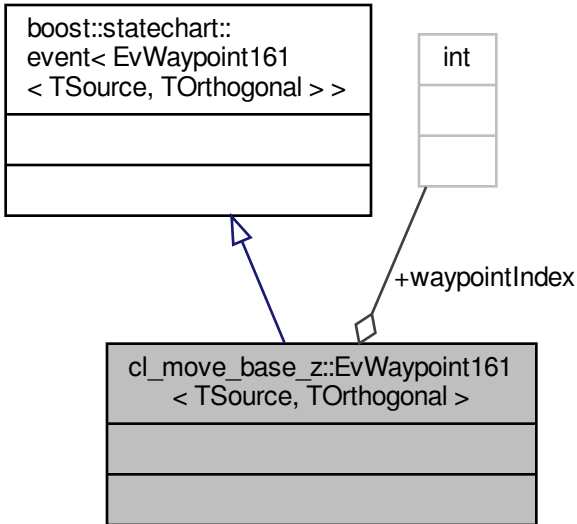 boost::statechart::
event< EvWaypoint161
< TSource, TOrthogonal > >
int
+waypointIndex
cl_move_base_z::EvWaypoint161
< TSource, TOrthogonal >